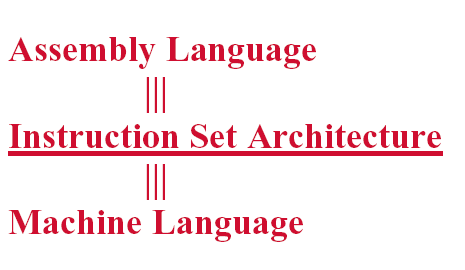 Assembly Language
|||
Instruction Set Architecture
|||
Machine Language